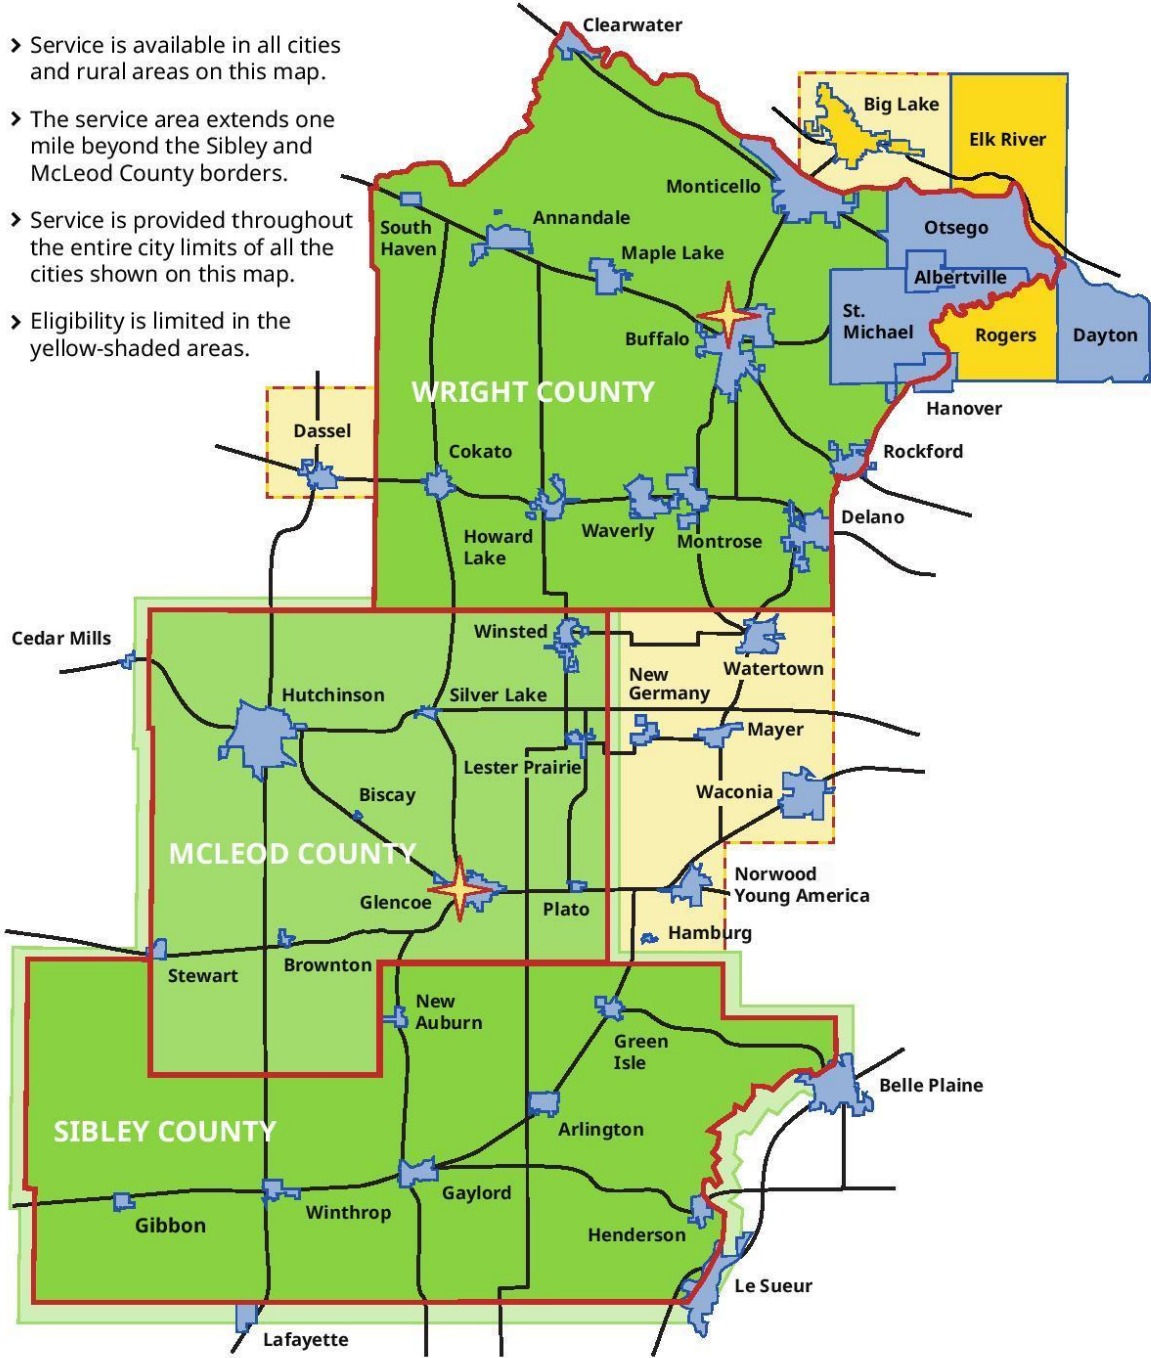 > Service is available in all cities
and rural areas on this map.
> The service area extends one
mile beyond the Sibley and
McLeod County borders.
> Service is provided throughout
the entire city limits of all the
cities shown on this map.
> Eligibility is limited in the
yellow-shaded areas.
Clearwater
Big Lake
Elk River
Monticello
South
Haven
Annandale
Maple Lake
Otsego
Albertville
St.
Michael
Buffalo
Rogers
Dayton
WRIGHT COUNTY
Hanover
Dassel
Cokato
Rockford
Howard
Lake
Waverly
Montrose
Delano
Cedar Mills
Winsted
Watertown
New
Germany
Hutchinson
Silver Lake
Mayer
Lester Prairie
Waconia
Biscay
MCLEOD COUNTY
Glencoe
Plato
Norwood
Young America
Hamburg
Stewart
Brownton
New
Auburn
Green
Isle
Belle Plaine
SIBLEY COUNTY
Arlington
Gaylord
Gibbon
Winthrop
Henderson
Le Sueur
Lafayette